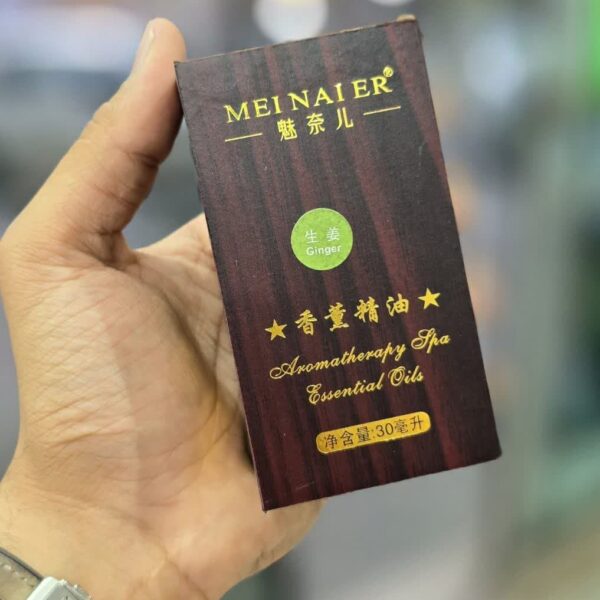 MEI NAI ER®
魅奈儿
生姜
Ginger
★香薰精油★
Aromatherapy Spa
Essential Oils
净含量:30毫升